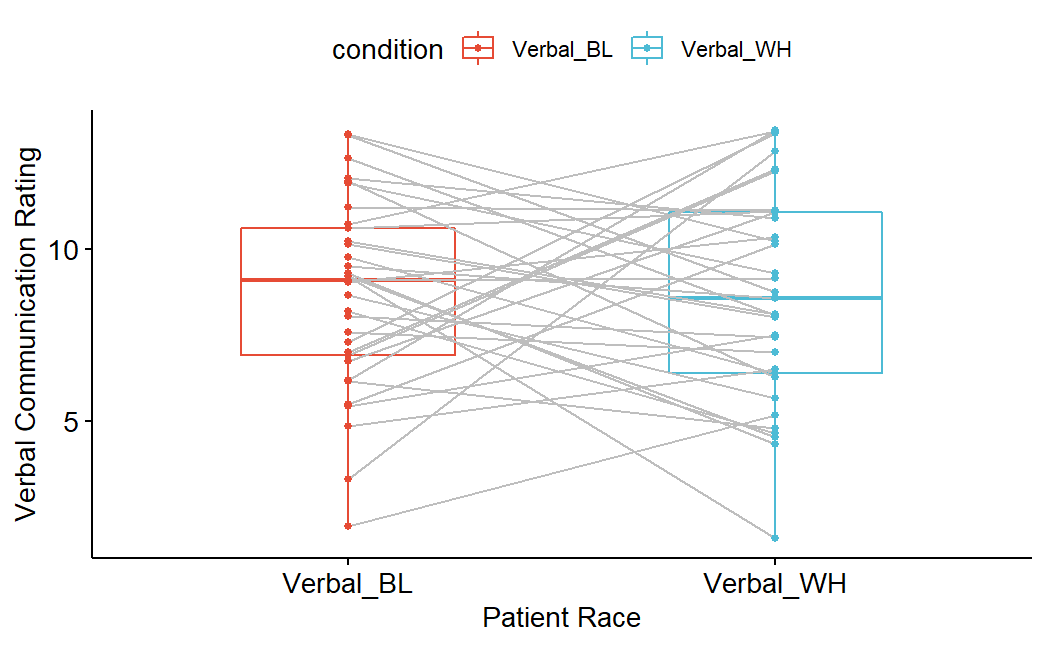 condition Verbal_BL Verbal_WH
Verbal Communication Rating
10
5
Verbal_BL Verbal_WH
Patient Race